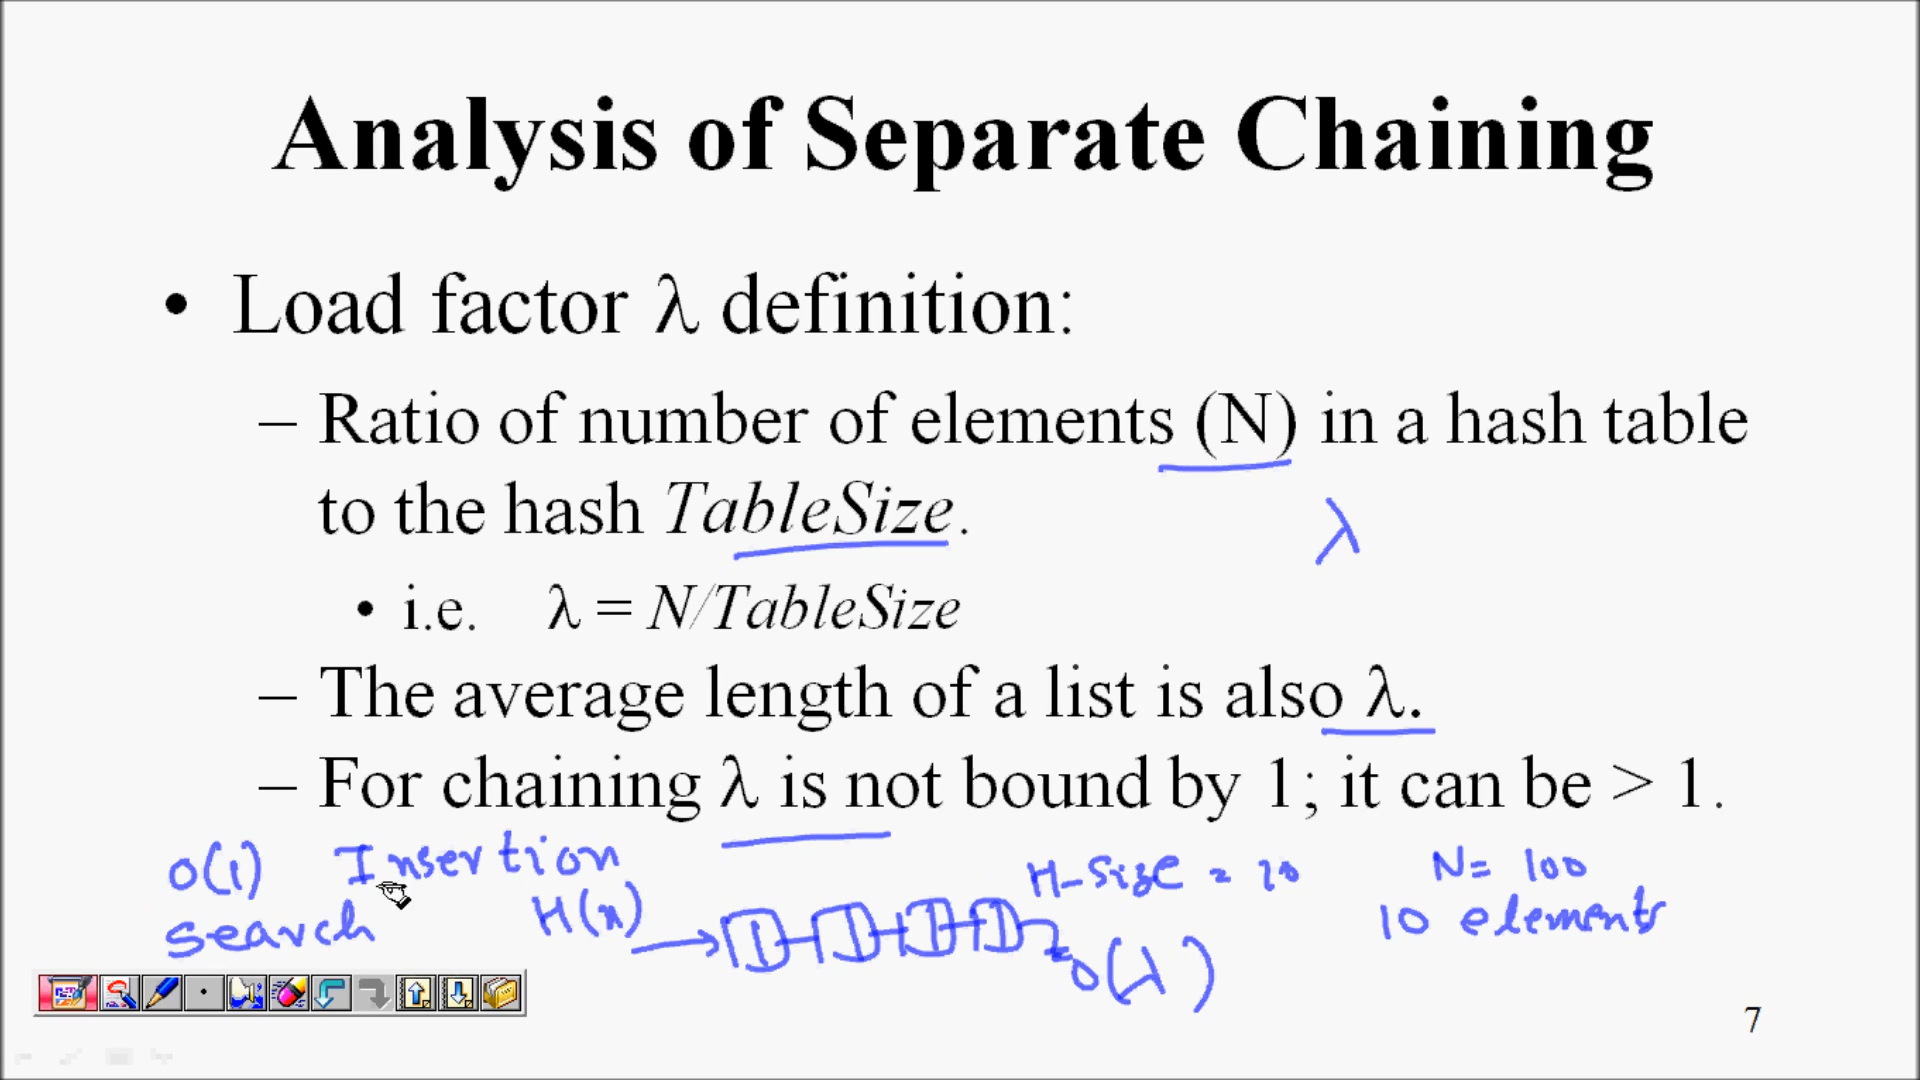 Analysis of Separate Chaining
• Load factor λ definition:
– Ratio of number of elements (N) in a hash table
to the hash TableSize.
λ
• i.e. λ = N/TableSize
– The average length of a list is also λ.
– For chaining λ is not bound by 1; it can be > 1.
O(1) Insertion
H-Size = 10
N= 100
search
H(x)
10 elements
O(λ)
7